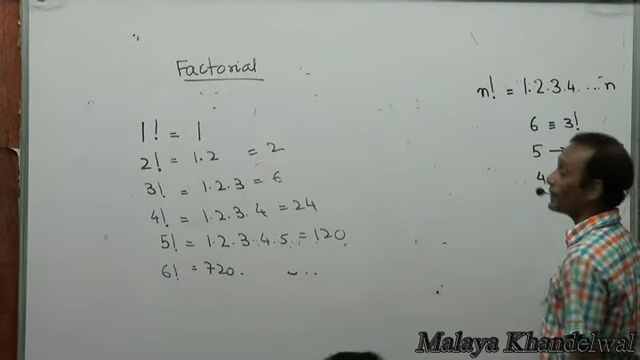 Factorial
1! = 1
2! = 1.2 = 2
3! = 1.2.3 = 6
4! = 1.2.3.4 = 24
5! = 1.2.3.4.5 = 120
6! = 720.
n! = 1.2.3.4....n
6 ≡ 3!
5 →
4
Malaya Khandelwal